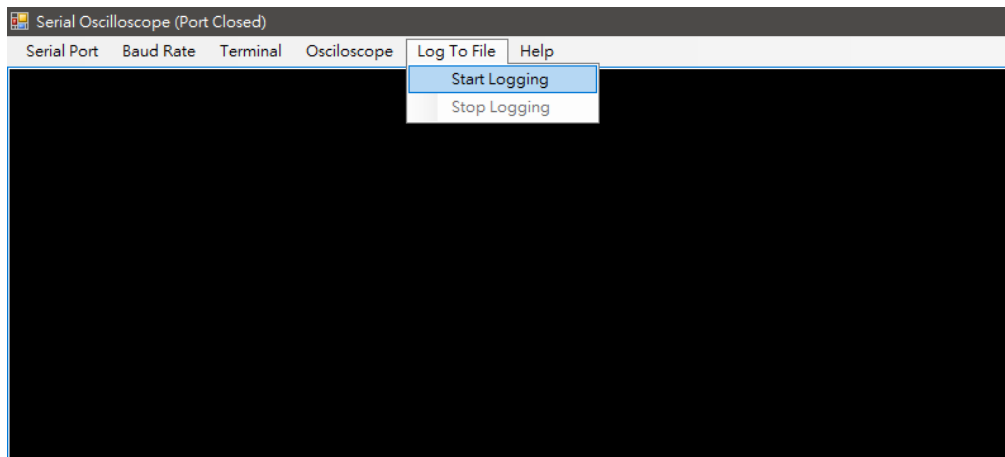 Serial Oscilloscope (Port Closed)
Serial Port Baud Rate Terminal Osciloscope Log To File Help
Start Logging
Stop Logging